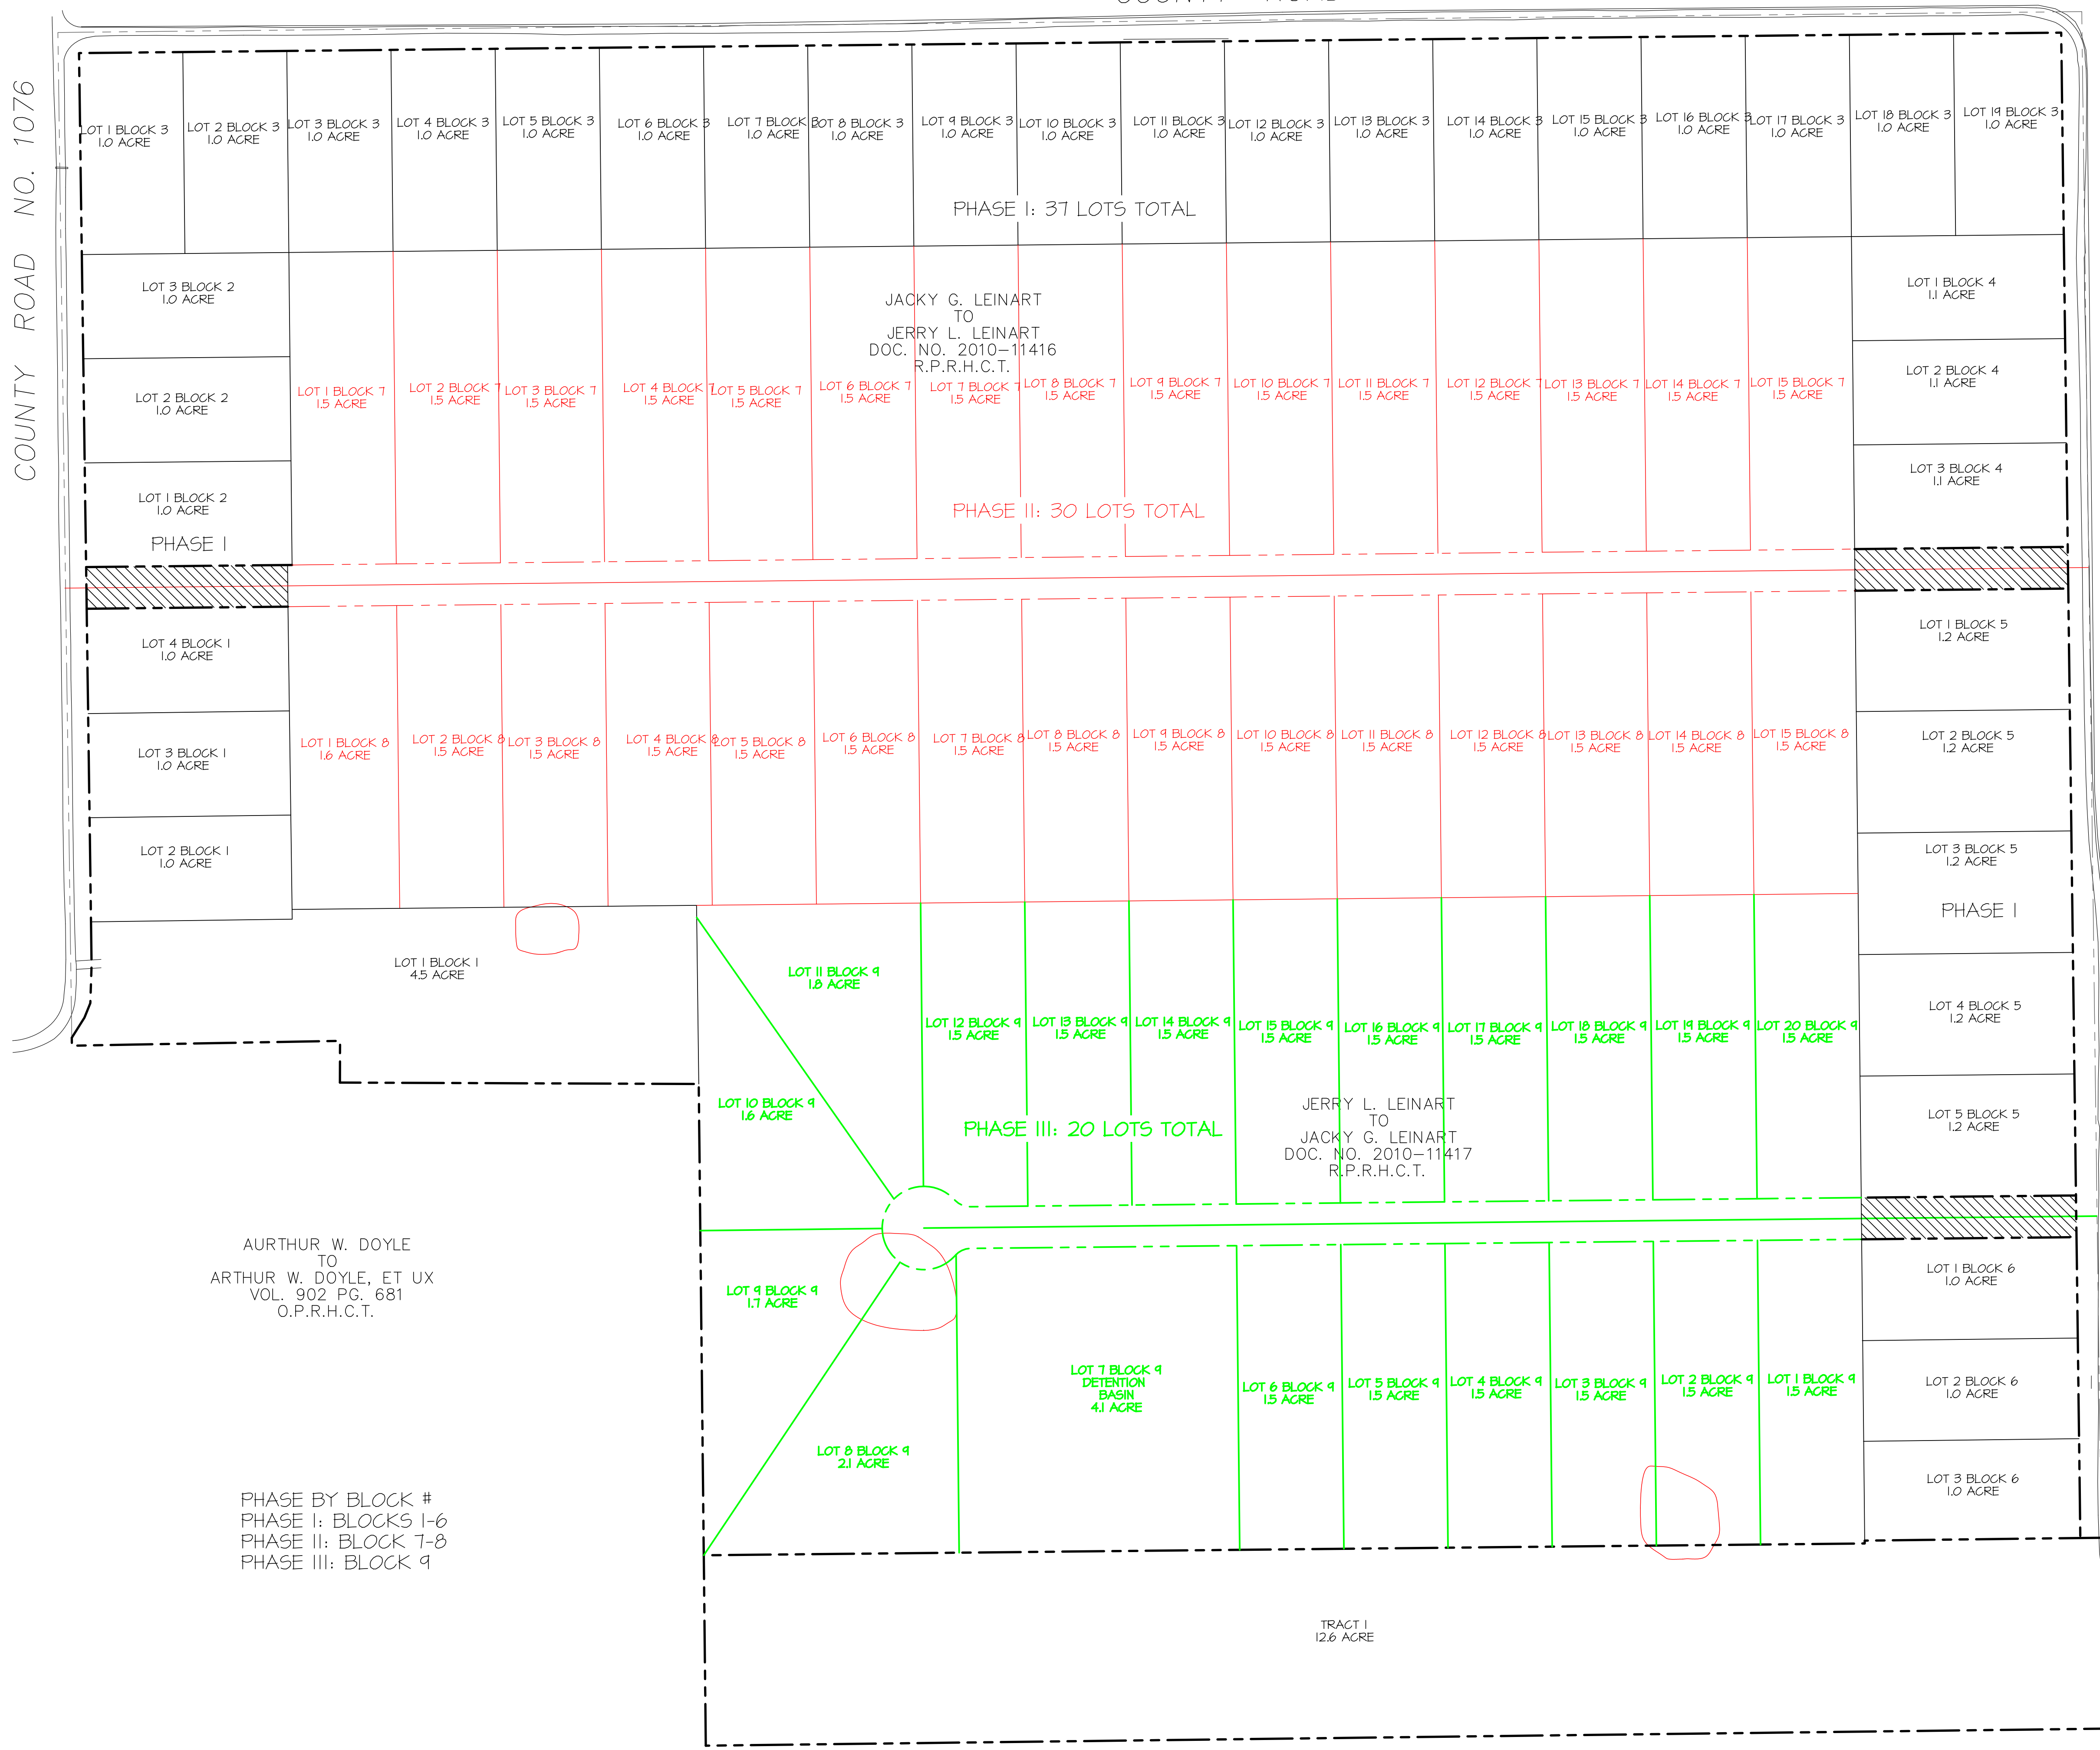 COUNTY ROAD NO. 1076
LOT 1 BLOCK 3
1.0 ACRE
LOT 2 BLOCK 3
1.0 ACRE
LOT 3 BLOCK 3
1.0 ACRE
LOT 4 BLOCK 3
1.0 ACRE
LOT 5 BLOCK 3
1.0 ACRE
LOT 6 BLOCK 3
1.0 ACRE
LOT 7 BLOCK 3
1.0 ACRE
LOT 8 BLOCK 3
1.0 ACRE
LOT 9 BLOCK 3
1.0 ACRE
LOT 10 BLOCK 3
1.0 ACRE
LOT 11 BLOCK 3
1.0 ACRE
LOT 12 BLOCK 3
1.0 ACRE
LOT 13 BLOCK 3
1.0 ACRE
LOT 14 BLOCK 3
1.0 ACRE
LOT 15 BLOCK 3
1.0 ACRE
LOT 16 BLOCK 3
1.0 ACRE
LOT 17 BLOCK 3
1.0 ACRE
LOT 18 BLOCK 3
1.0 ACRE
LOT 19 BLOCK 3
1.0 ACRE
PHASE I: 37 LOTS TOTAL
LOT 3 BLOCK 2
1.0 ACRE
LOT 2 BLOCK 2
1.0 ACRE
LOT 1 BLOCK 2
1.0 ACRE
PHASE I
JACKY G. LEINART
TO
JERRY L. LEINART
DOC. NO. 2010-11416
R.P.R.H.C.T.
LOT 1 BLOCK 7
1.5 ACRE
LOT 2 BLOCK 7
1.5 ACRE
LOT 3 BLOCK 7
1.5 ACRE
LOT 4 BLOCK 7
1.5 ACRE
LOT 5 BLOCK 7
1.5 ACRE
LOT 6 BLOCK 7
1.5 ACRE
LOT 7 BLOCK 7
1.5 ACRE
LOT 8 BLOCK 7
1.5 ACRE
LOT 9 BLOCK 7
1.5 ACRE
LOT 10 BLOCK 7
1.5 ACRE
LOT 11 BLOCK 7
1.5 ACRE
LOT 12 BLOCK 7
1.5 ACRE
LOT 13 BLOCK 7
1.5 ACRE
LOT 14 BLOCK 7
1.5 ACRE
LOT 15 BLOCK 7
1.5 ACRE
PHASE II: 30 LOTS TOTAL
LOT 1 BLOCK 4
1.1 ACRE
LOT 2 BLOCK 4
1.1 ACRE
LOT 3 BLOCK 4
1.1 ACRE
LOT 4 BLOCK 1
1.0 ACRE
LOT 3 BLOCK 1
1.0 ACRE
LOT 2 BLOCK 1
1.0 ACRE
LOT 1 BLOCK 8
1.6 ACRE
LOT 2 BLOCK 8
1.5 ACRE
LOT 3 BLOCK 8
1.5 ACRE
LOT 4 BLOCK 8
1.5 ACRE
LOT 5 BLOCK 8
1.5 ACRE
LOT 6 BLOCK 8
1.5 ACRE
LOT 7 BLOCK 8
1.5 ACRE
LOT 8 BLOCK 8
1.5 ACRE
LOT 9 BLOCK 8
1.5 ACRE
LOT 10 BLOCK 8
1.5 ACRE
LOT 11 BLOCK 8
1.5 ACRE
LOT 12 BLOCK 8
1.5 ACRE
LOT 13 BLOCK 8
1.5 ACRE
LOT 14 BLOCK 8
1.5 ACRE
LOT 15 BLOCK 8
1.5 ACRE
LOT 1 BLOCK 5
1.2 ACRE
LOT 2 BLOCK 5
1.2 ACRE
LOT 3 BLOCK 5
1.2 ACRE
PHASE I
LOT 4 BLOCK 5
1.2 ACRE
LOT 5 BLOCK 5
1.2 ACRE
LOT 1 BLOCK 1
4.5 ACRE
LOT 11 BLOCK 9
1.8 ACRE
LOT 10 BLOCK 9
1.6 ACRE
LOT 12 BLOCK 9
1.5 ACRE
LOT 13 BLOCK 9
1.5 ACRE
LOT 14 BLOCK 9
1.5 ACRE
LOT 15 BLOCK 9
1.5 ACRE
LOT 16 BLOCK 9
1.5 ACRE
LOT 17 BLOCK 9
1.5 ACRE
LOT 18 BLOCK 9
1.5 ACRE
LOT 19 BLOCK 9
1.5 ACRE
LOT 20 BLOCK 9
1.5 ACRE
PHASE III: 20 LOTS TOTAL
JERRY L. LEINART
TO
JACKY G. LEINART
DOC. NO. 2010-11417
R.P.R.H.C.T.
AURTHUR W. DOYLE
TO
ARTHUR W. DOYLE, ET UX
VOL. 902 PG. 681
O.P.R.H.C.T.
LOT 9 BLOCK 9
1.7 ACRE
LOT 8 BLOCK 9
2.1 ACRE
LOT 7 BLOCK 9
DETENTION
BASIN
4.1 ACRE
LOT 6 BLOCK 9
1.5 ACRE
LOT 5 BLOCK 9
1.5 ACRE
LOT 4 BLOCK 9
1.5 ACRE
LOT 3 BLOCK 9
1.5 ACRE
LOT 2 BLOCK 9
1.5 ACRE
LOT 1 BLOCK 9
1.5 ACRE
LOT 1 BLOCK 6
1.0 ACRE
LOT 2 BLOCK 6
1.0 ACRE
LOT 3 BLOCK 6
1.0 ACRE
PHASE BY BLOCK #
PHASE I: BLOCKS 1-6
PHASE II: BLOCK 7-8
PHASE III: BLOCK 9
TRACT 1
12.6 ACRE